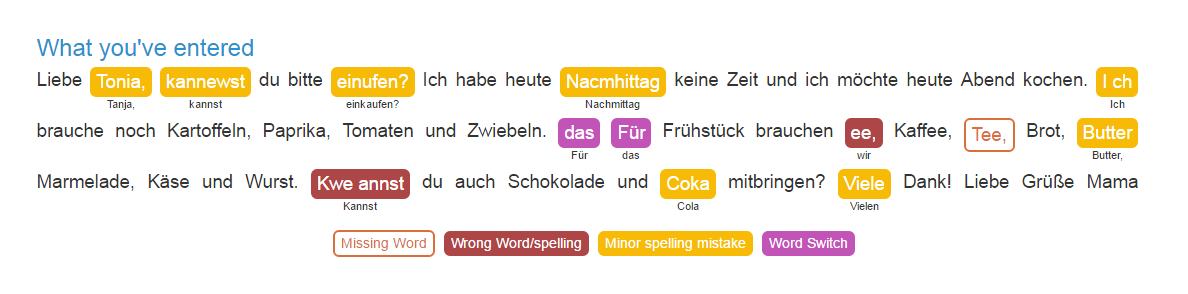 What you've entered
Liebe Tonia, kannewst du bitte einufen? Ich habe heute Nacmhittag keine Zeit und ich möchte heute Abend kochen. I ch
Tanja, kannst einkaufen? Nachmittag Ich
brauche noch Kartoffeln, Paprika, Tomaten und Zwiebeln. das Für Frühstück brauchen ee, Kaffee, Tee, Brot, Butter
Für das wir Butter,
Marmelade, Käse und Wurst. Kwe annst du auch Schokolade und Coka mitbringen? Viele Dank! Liebe Grüße Mama
Kannst Cola Vielen
Missing Word Wrong Word/spelling Minor spelling mistake Word Switch